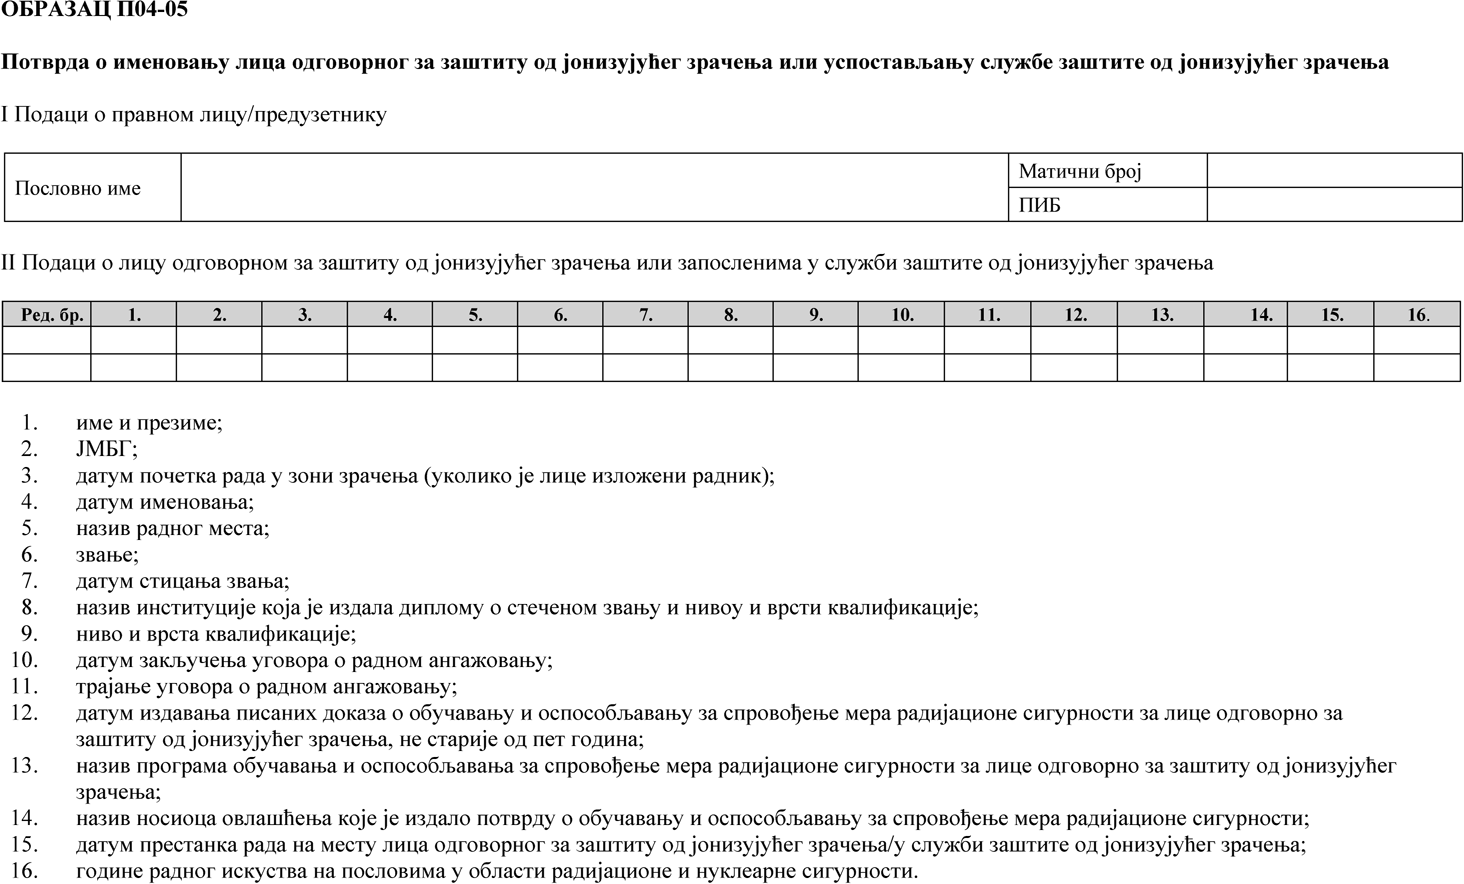 ОБРАЗАЦ П04-05
Потврда о именовању лица одговорног за заштиту од јонизујућег зрачења или успостављању службе заштите од јонизујућег зрачења
I Подаци о правном лицу/предузетнику
Пословно име
Матични број
ПИБ
II Подаци о лицу одговорном за заштиту од јонизујућег зрачења или запосленима у служби заштите од јонизујућег зрачења
Ред. бр. 1. 2. 3. 4. 5. 6. 7. 8. 9. 10. 11. 12. 13. 14. 15. 16.
1. име и презиме;
2. ЈМБГ;
3. датум почетка рада у зони зрачења (уколико је лице изложени радник);
4. датум именовања;
5. назив радног места;
6. звање;
7. датум стицања звања;
8. назив институције која је издала диплому о стеченом звању и нивоу и врсти квалификације;
9. ниво и врста квалификације;
10. датум закључења уговора о радном ангажовању;
11. трајање уговора о радном ангажовању;
12. датум издавања писаних доказа о обучавању и оспособљавању за спровођење мера радијационе сигурности за лице одговорно за
заштиту од јонизујућег зрачења, не старије од пет година;
13. назив програма обучавања и оспособљавања за спровођење мера радијационе сигурности за лице одговорно за заштиту од јонизујућег
зрачења;
14. назив носиоца овлашћења које је издало потврду о обучавању и оспособљавању за спровођење мера радијационе сигурности;
15. датум престанка рада на месту лица одговорног за заштиту од јонизујућег зрачења/у служби заштите од јонизујућег зрачења;
16. године радног искуства на пословима у области радијационе и нуклеарне сигурности.